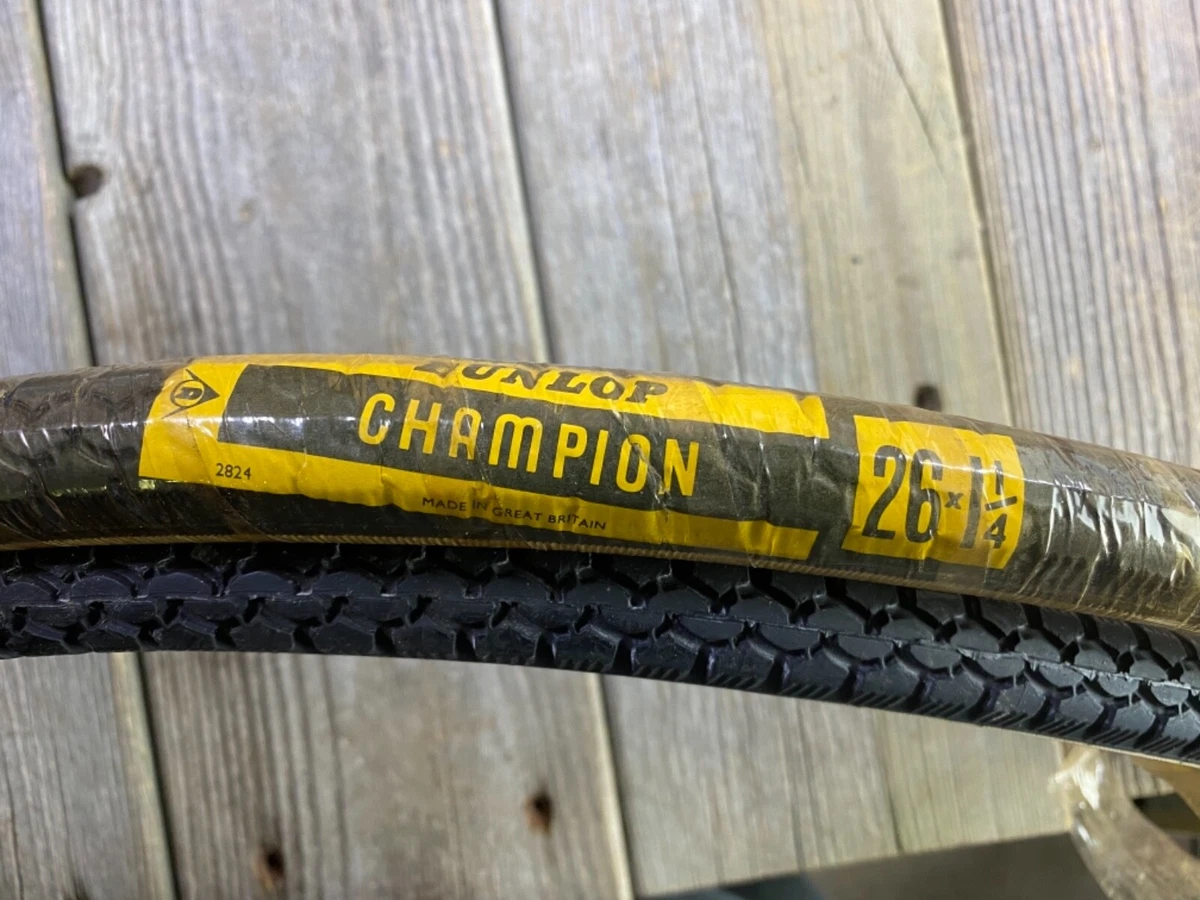 DUNLOP
D
CHAMPION
26 x 1 1/4
2824
MADE IN GREAT BRITAIN